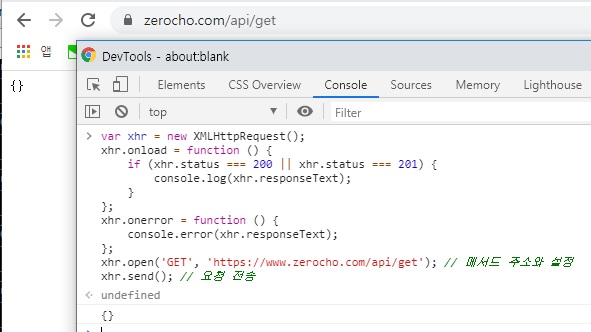 zerocho.com/api/get
앱
{}
DevTools - about:blank
Elements CSS Overview Console Sources Memory Lighthouse
top Filter
var xhr = new XMLHttpRequest();
xhr.onload = function () {
if (xhr.status === 200 || xhr.status === 201) {
console.log(xhr.responseText);
}
};
xhr.onerror = function () {
console.error(xhr.responseText);
};
xhr.open('GET', 'https://www.zerocho.com/api/get'); // 메서드 주소와 설정
xhr.send(); // 요청 전송
undefined
{}